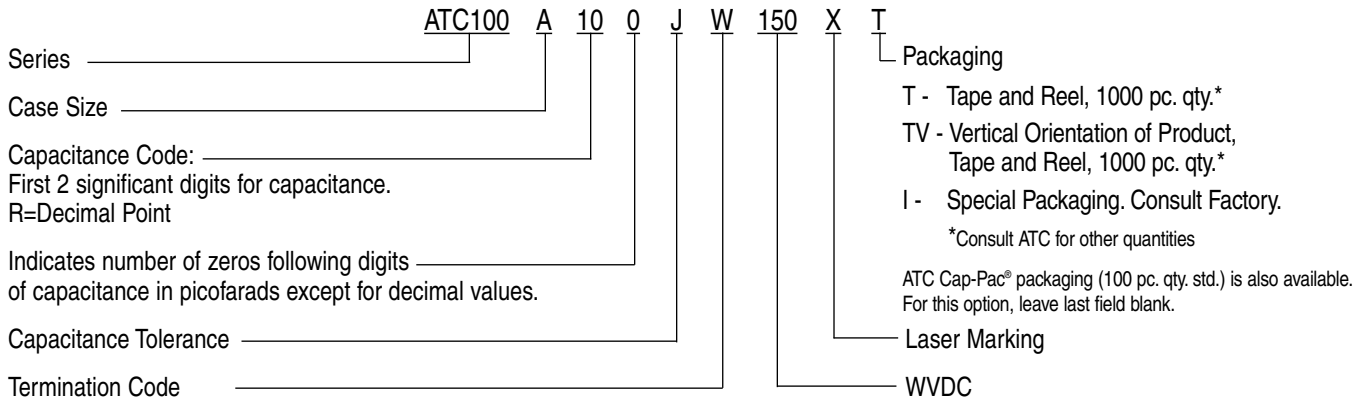 ATC100 A 10 0 J W 150 X T
Series
Case Size
Capacitance Code:
First 2 significant digits for capacitance.
R=Decimal Point
Indicates number of zeros following digits
of capacitance in picofarads except for decimal values.
Capacitance Tolerance
Termination Code
Packaging
T - Tape and Reel, 1000 pc. qty.*
TV - Vertical Orientation of Product,
Tape and Reel, 1000 pc. qty.*
I - Special Packaging. Consult Factory.
*Consult ATC for other quantities
ATC Cap-Pac® packaging (100 pc. qty. std.) is also available.
For this option, leave last field blank.
Laser Marking
WVDC